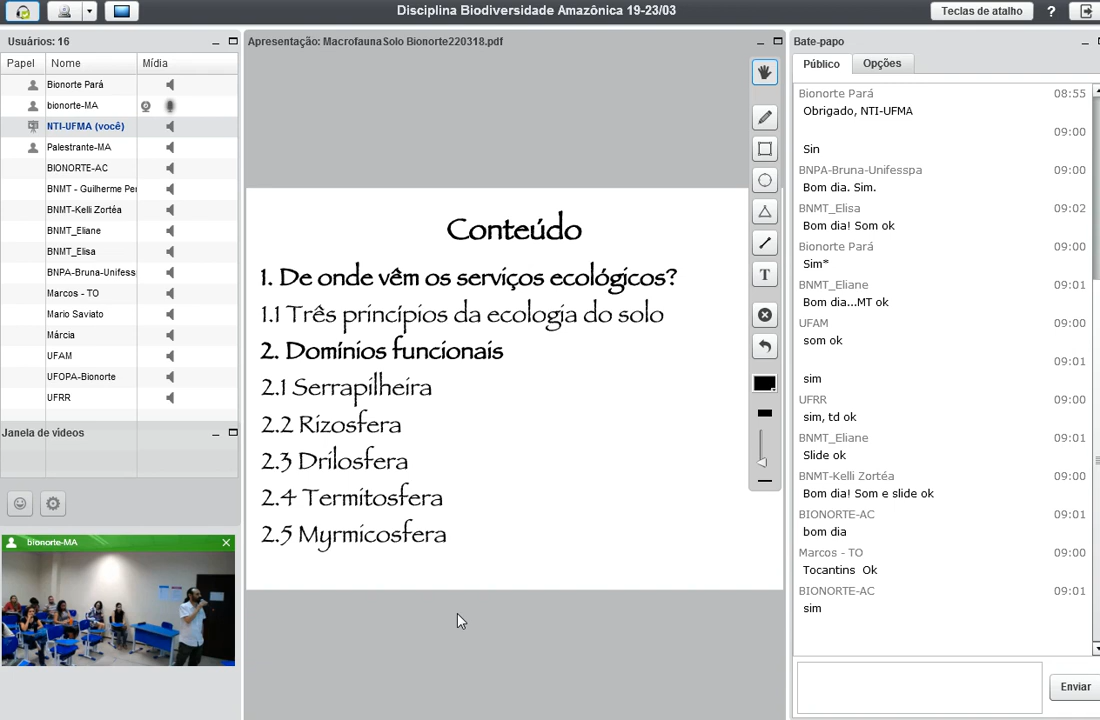 Disciplina Biodiversidade Amazônica 19-23/03
Teclas de atalho
?
Usuários: 16
Papel Nome Mídia
Bionorte Pará
bionorte-MA
NTI-UFMA (você)
Palestrante-MA
BIONORTE-AC
BNMT - Guilherme Per
BNMT-Kelli Zortéa
BNMT_Eliane
BNMT_Elisa
BNPA-Bruna-Unifess
Marcos - TO
Mario Saviato
Márcia
UFAM
UFOPA-Bionorte
UFRR
Janela de vídeos
bionorte-MA
Apresentação: MacrofaunaSolo Bionorte220318.pdf
Conteúdo
1. De onde vêm os serviços ecológicos?
1.1 Três princípios da ecologia do solo
2. Domínios funcionais
2.1 Serrapilheira
2.2 Rizosfera
2.3 Drilosfera
2.4 Termitosfera
2.5 Myrmicosfera
T
Bate-papo
Público Opções
Bionorte Pará 08:55
Obrigado, NTI-UFMA
09:00
Sin
BNPA-Bruna-Unifesspa 09:00
Bom dia. Sim.
BNMT_Elisa 09:02
Bom dia! Som ok
Bionorte Pará 09:00
Sim*
BNMT_Eliane 09:01
Bom dia...MT ok
UFAM 09:00
som ok
09:01
sim
UFRR 09:00
sim, td ok
BNMT_Eliane 09:01
Slide ok
BNMT-Kelli Zortéa 09:00
Bom dia! Som e slide ok
BIONORTE-AC 09:01
bom dia
Marcos - TO 09:00
Tocantins  Ok
BIONORTE-AC 09:01
sim
Enviar